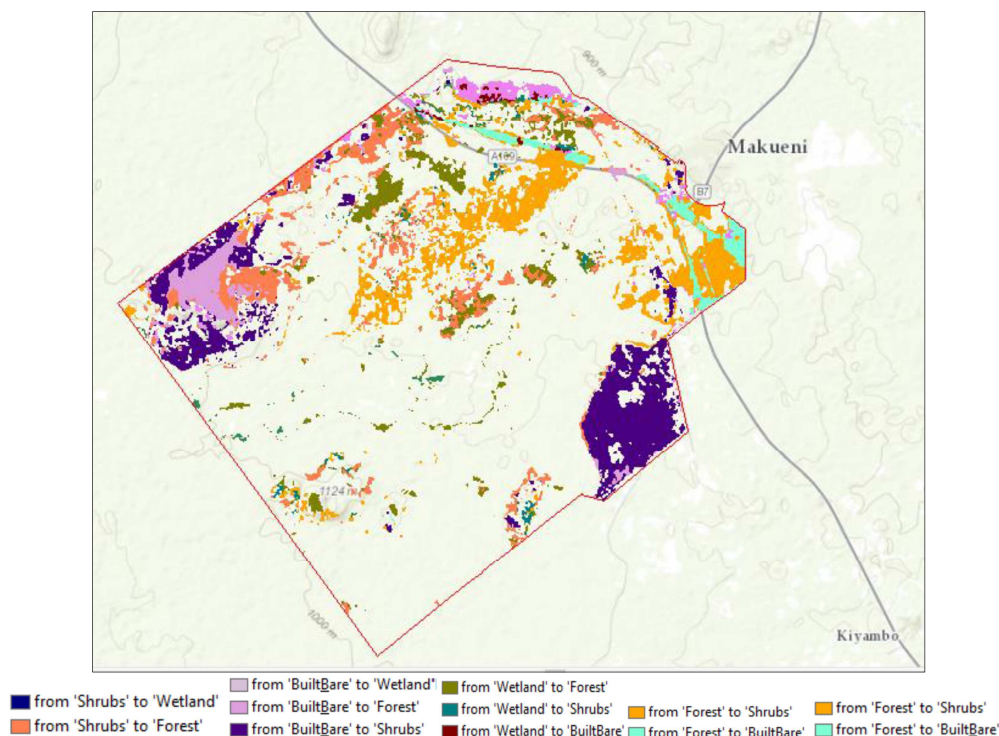 900 m
Makueni
A109
B7
1124 m
1000 m
Kiyambo
from 'BuiltBare' to 'Wetland'
from 'Wetland' to 'Forest'
from 'Shrubs' to 'Wetland'
from 'BuiltBare' to 'Forest'
from 'Wetland' to 'Shrubs'
from 'Forest' to 'Shrubs'
from 'Forest' to 'Shrubs'
from 'Shrubs' to 'Forest'
from 'BuiltBare' to 'Shrubs'
from 'Wetland' to 'BuiltBare'
from 'Forest' to 'BuiltBare'
from 'Forest' to 'BuiltBare'